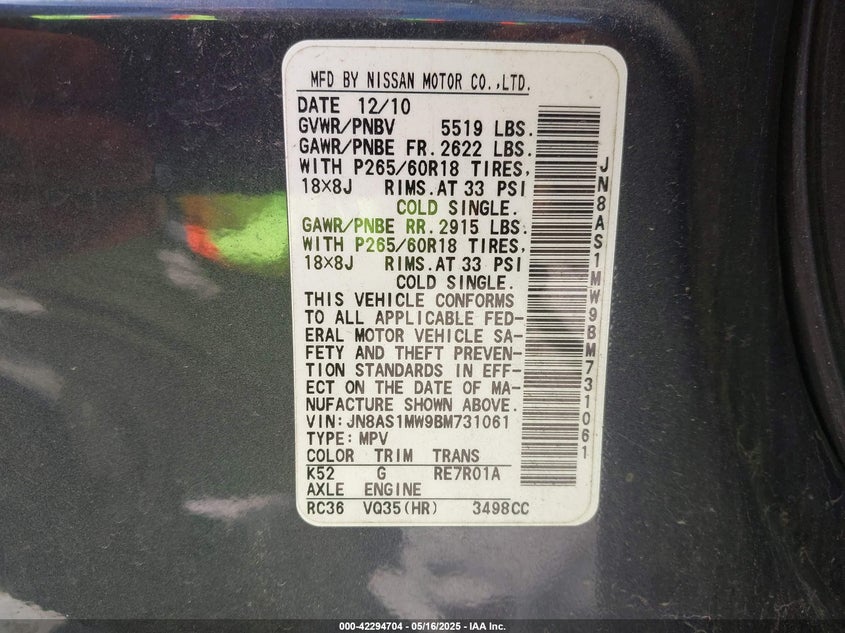 MFD BY NISSAN MOTOR CO.,LTD.
DATE 12/10
GVWR/PNBV 5519 LBS.
GAWR/PNBE FR. 2622 LBS.
WITH P265/60R18 TIRES,
18×8J RIMS.AT 33 PSI
COLD SINGLE.
GAWR/PNBE RR. 2915 LBS.
WITH P265/60R18 TIRES,
18×8J RIMS.AT 33 PSI
COLD SINGLE.
THIS VEHICLE CONFORMS
TO ALL APPLICABLE FED-
ERAL MOTOR VEHICLE SA-
FETY AND THEFT PREVEN-
TION STANDARDS IN EFF-
ECT ON THE DATE OF MA-
NUFACTURE SHOWN ABOVE.
VIN:JN8AS1MW9BM731061
TYPE:MPV
COLOR TRIM TRANS
K52 G RE7R01A
AXLE ENGINE
RC36 VQ35(HR) 3498CC
JN8AS1MW9BM731061
000-42294704 - 05/16/2025 - IAA Inc.